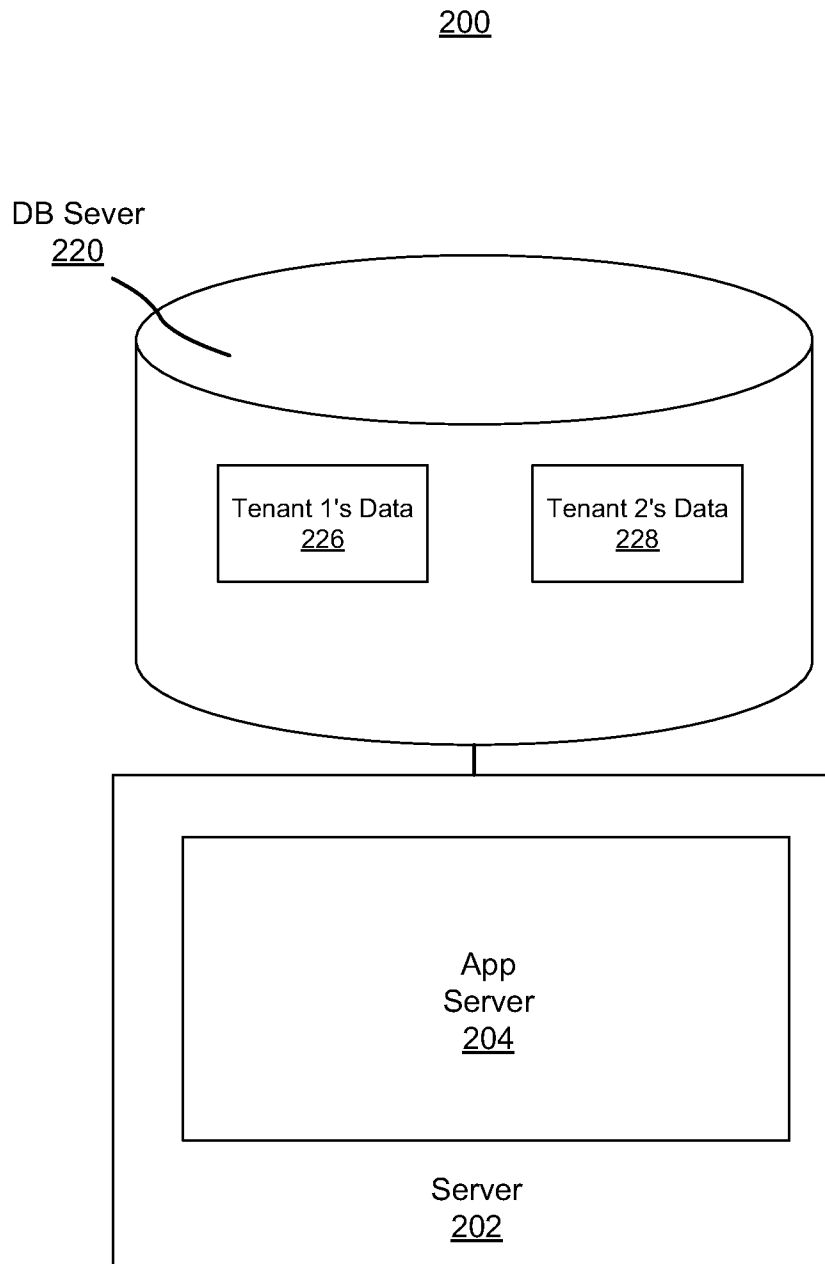 200
DB Sever
220
Tenant 1's Data
226
Tenant 2's Data
228
App
Server
204
Server
202